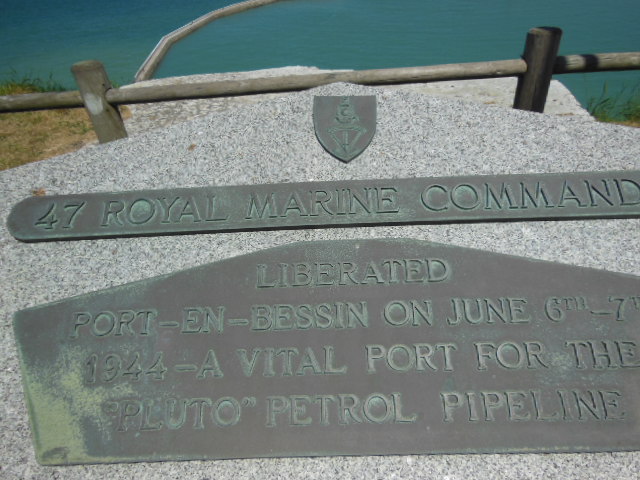 47 ROYAL MARINE COMMAND
LIBERATED
PORT-EN-BESSIN ON JUNE 6TH-7T
1944-A VITAL PORT FOR THE
"PLUTO" PETROL PIPELINE